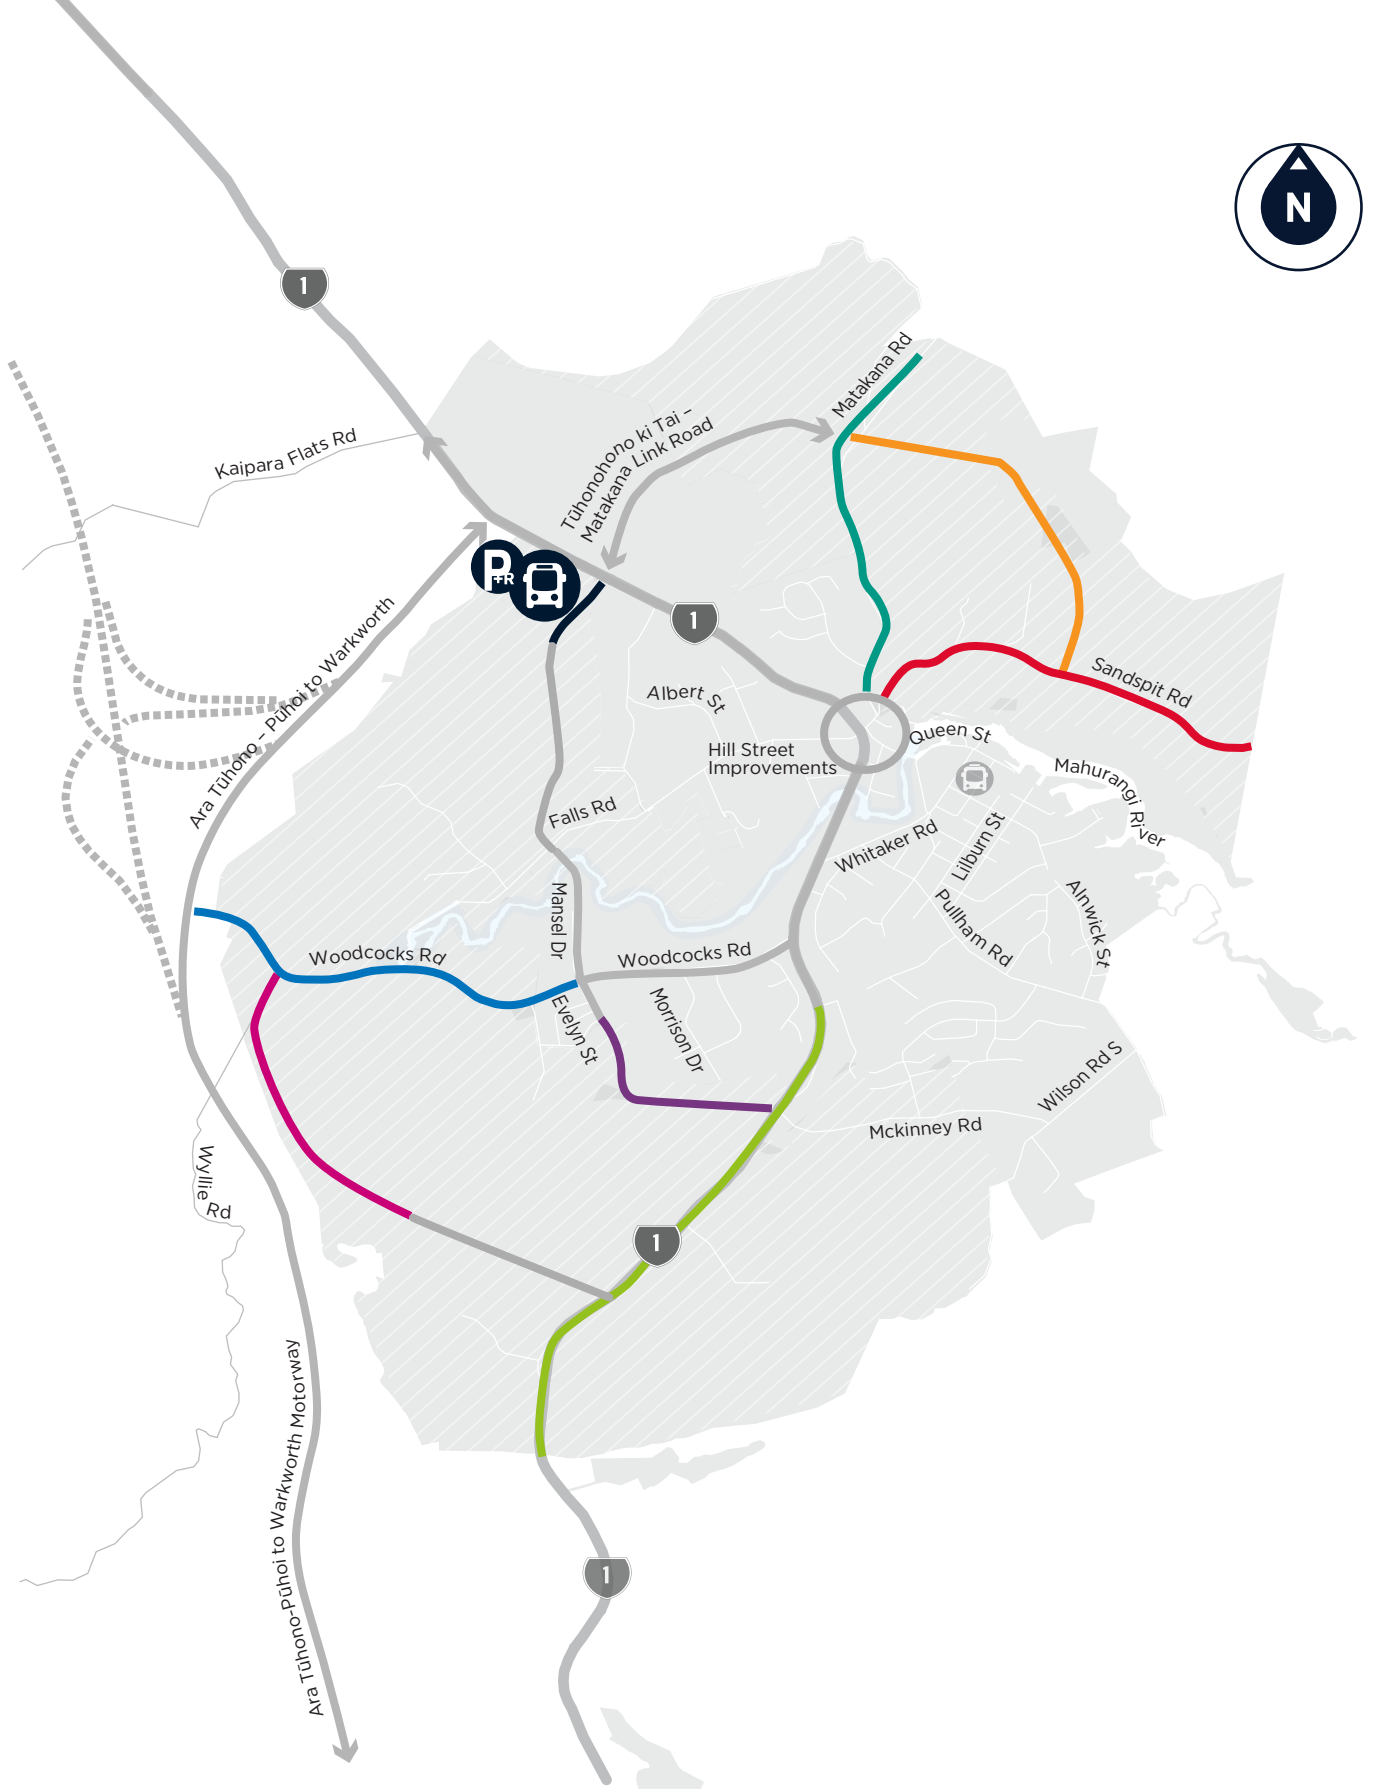 N
1
Matakana Rd
Tūhonohono ki Tai –
Matakana Link Road
Kaipara Flats Rd
P+R
1
Ara Tūhono – Pūhoi to Warkworth
Sandspit Rd
Albert St
Queen St
Hill Street
Improvements
Mahurangi River
Falls Rd
Whitaker Rd
Lilburn St
Mansel Dr
Pullham Rd
Alnwick St
Woodcocks Rd
Woodcocks Rd
Evelyn St
Morrison Dr
Wilson Rd S
Mckinney Rd
Wyllie Rd
1
Ara Tūhono-Pūhoi to Warkworth Motorway
1